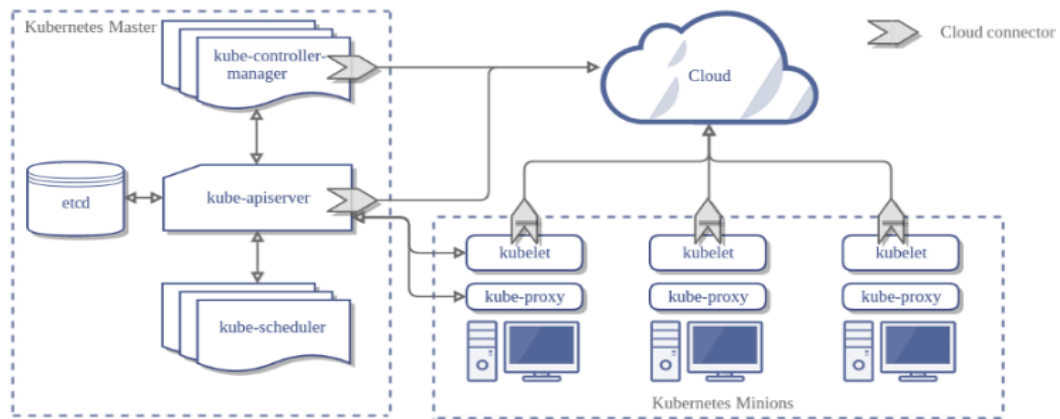 Kubernetes Master
kube-controller-
manager
Cloud
Cloud connector
etcd
kube-apiserver
kube-scheduler
kubelet
kubelet
kubelet
kube-proxy
kube-proxy
kube-proxy
Kubernetes Minions